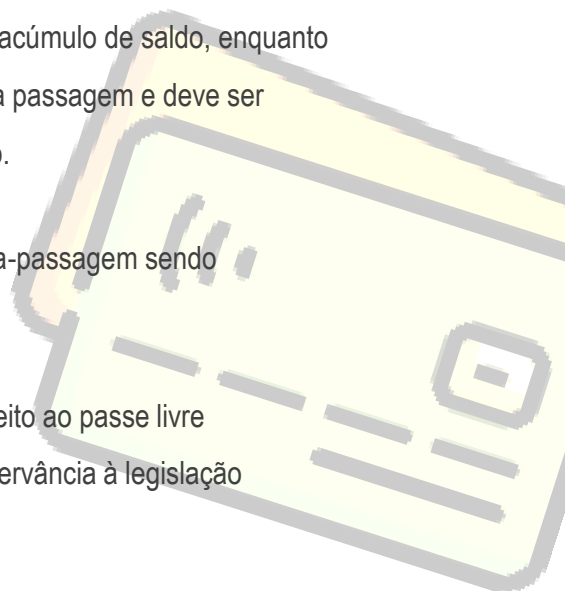 acúmulo de saldo, enquanto
a passagem e deve ser
o.
a-passagem sendo
eito ao passe livre
ervância à legislação